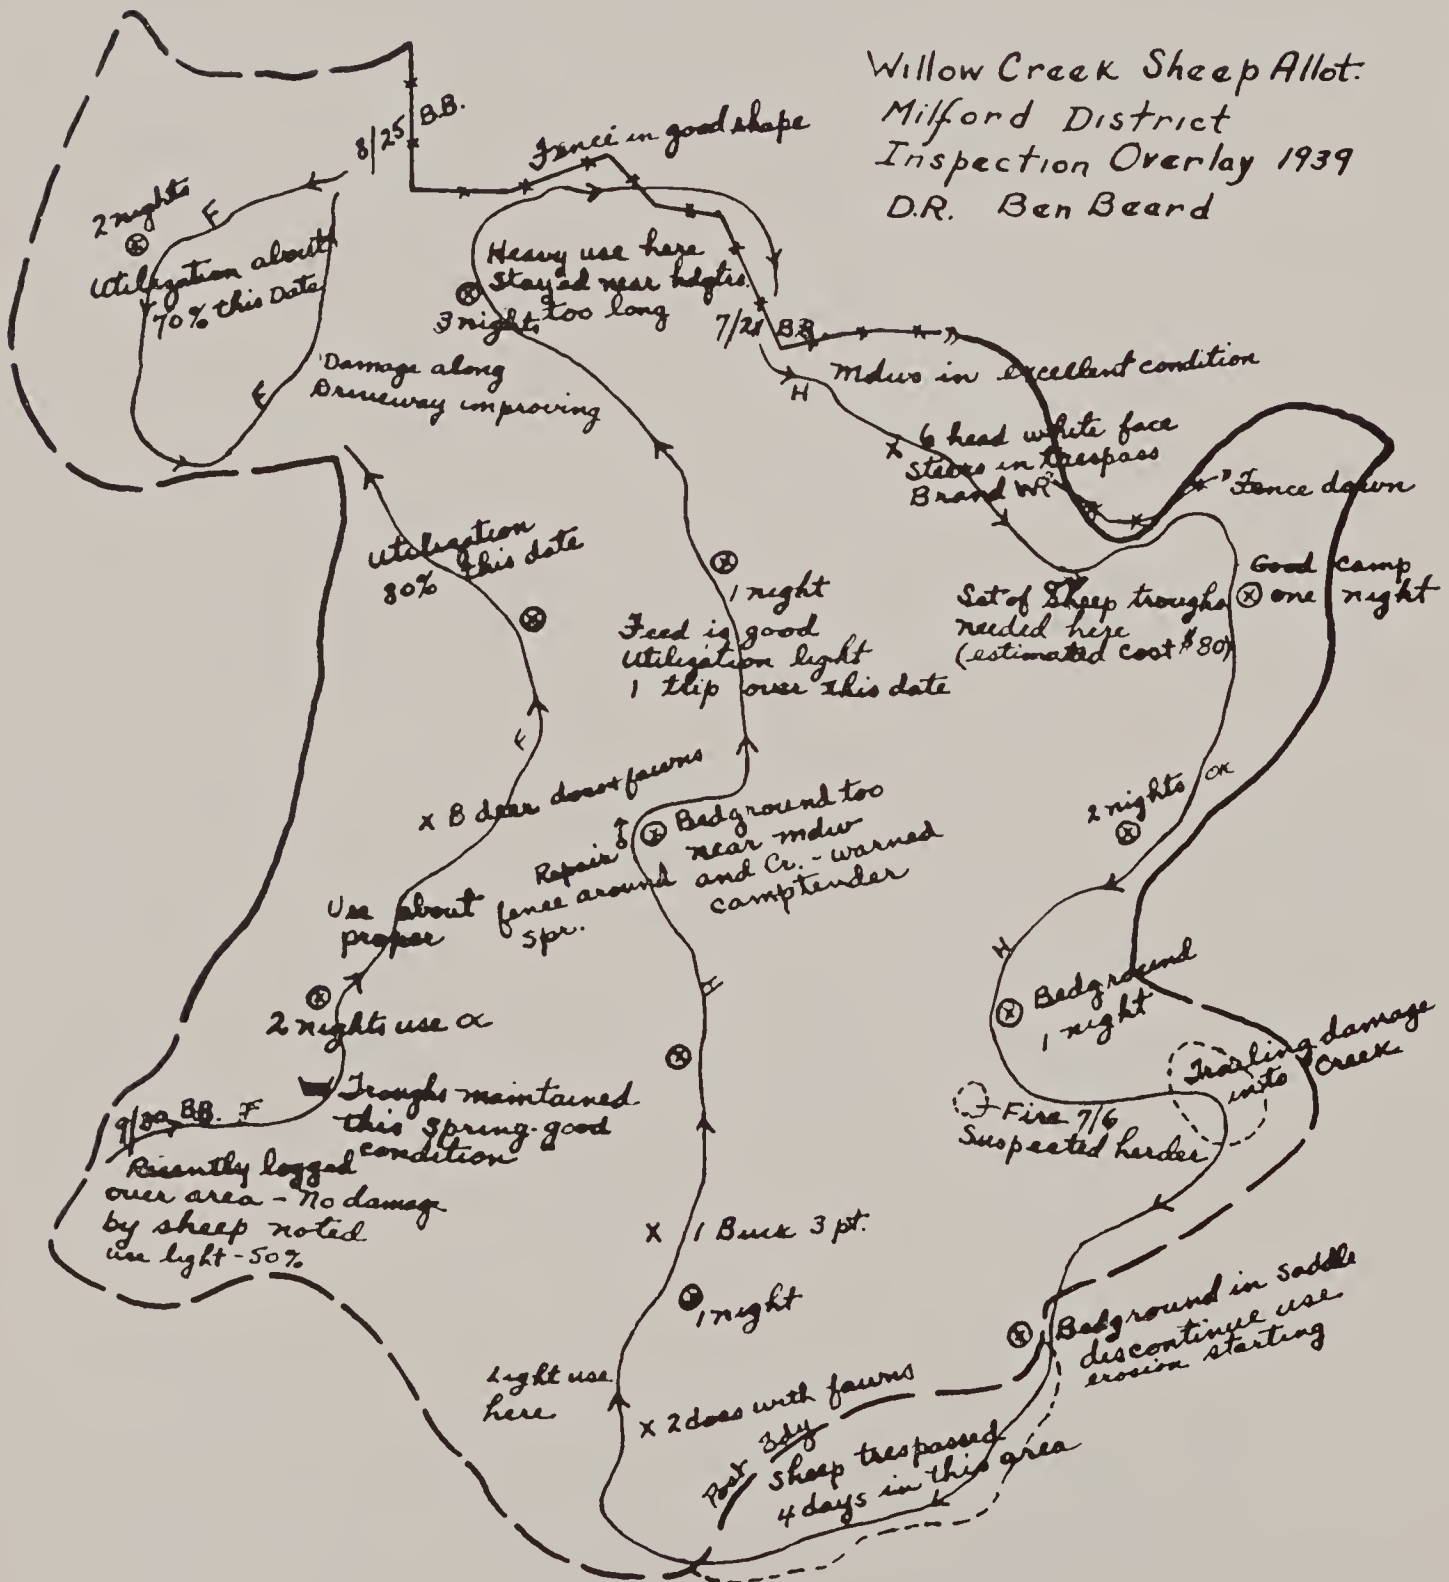 Willow Creek Sheep Allot.
Milford District
Inspection Overlay 1939
D.R. Ben Beard
8/25 B.B.
Fence in good shape
2 nights
F
Utilization about
70% this Date
F
Heavy use here
Stayed near hdqtrs.
too long
3 nights
7/21 B.B.
H
Mdws in excellent condition
Damage along
Driveway improving
6 head white face
Steers in trespass
Brand WR
Fence down
Utilization
80% this date
1 night
Good camp
one night
Set of Sheep troughs
needed here
(estimated cost $80)
Feed is good
Utilization light
1 trip over this date
F
8 deer does + fawns
2 nights OK
Bedground too
near mdw
and Cr. - warned
camptender
Repair
fence around
spr.
Use about
proper
H
H
Bedground
1 night
2 nights use
Trailing damage
into Creek
9/20 B.B. F
Troughs maintained
this spring-good
condition
Fire 7/6
Suspected herder
Recently logged
over area - No damage
by sheep noted
use light - 50%
1 Buck 3 pt.
1 night
Bedground in saddle
discontinue use
erosion starting
Light use
here
2 does with fawns
Post Bdy
Sheep trespassed
4 days in this area